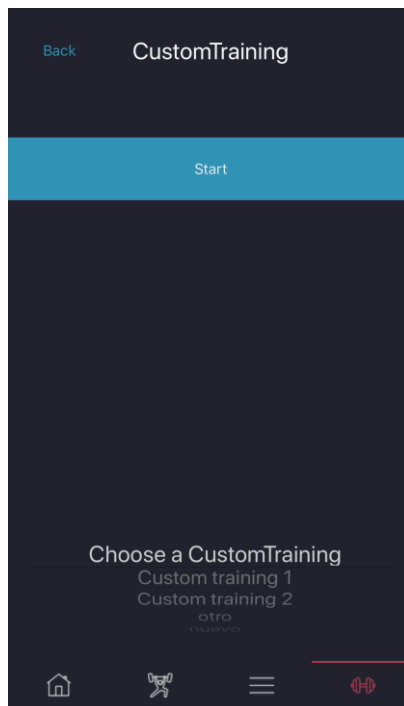 Back
CustomTraining
Start
Choose a CustomTraining
Custom training 1
Custom training 2
otro
nuevo